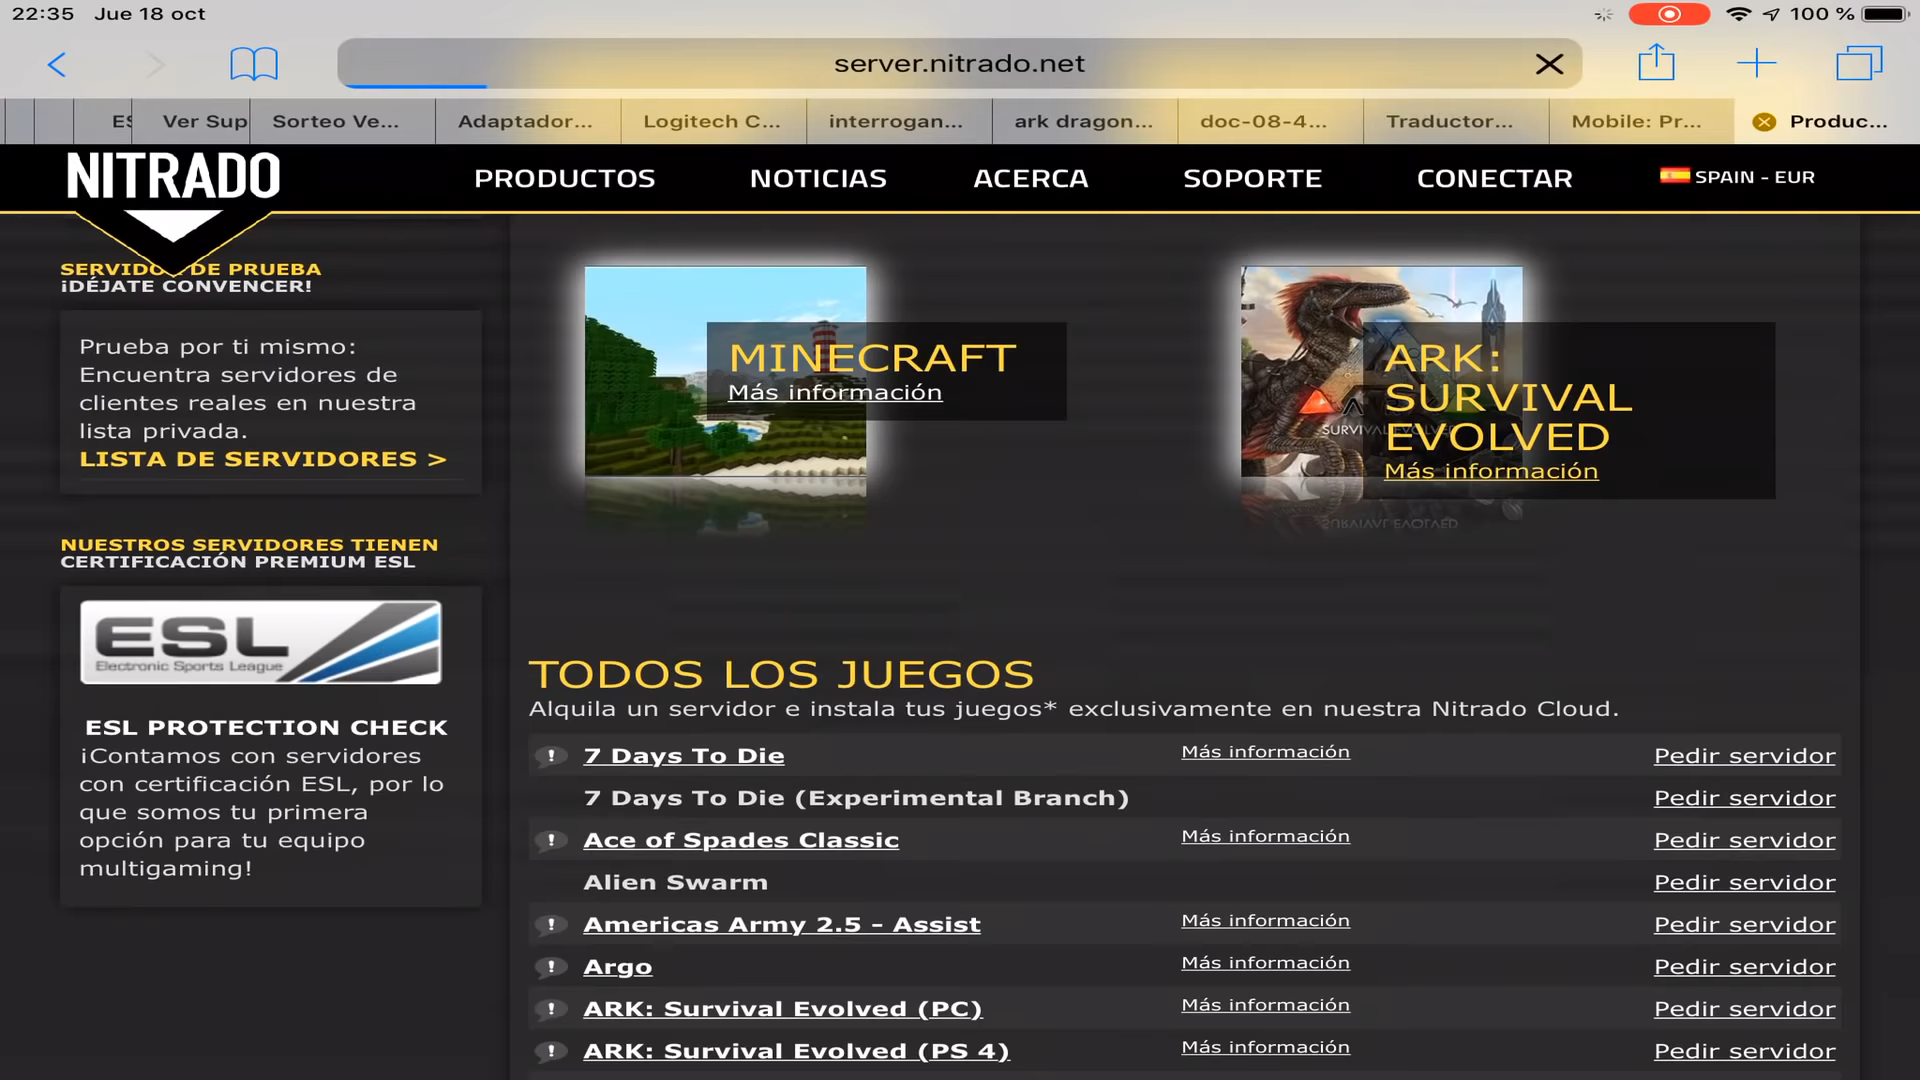 22:35 Jue 18 oct
100 %
server.nitrado.net
ES Ver Sup Sorteo Ve... Adaptador... Logitech C... interrogan... ark dragon... doc-08-4... Traductor... Mobile: Pr... Produc...
NITRADO
PRODUCTOS NOTICIAS ACERCA SOPORTE CONECTAR SPAIN - EUR
SERVIDOR DE PRUEBA
¡DÉJATE CONVENCER!
Prueba por ti mismo:
Encuentra servidores de
clientes reales en nuestra
lista privada.
LISTA DE SERVIDORES >
NUESTROS SERVIDORES TIENEN
CERTIFICACIÓN PREMIUM ESL
ESL
Electronic Sports League
ESL PROTECTION CHECK
¡Contamos con servidores
con certificación ESL, por lo
que somos tu primera
opción para tu equipo
multigaming!
MINECRAFT
Más información
ARK:
SURVIVAL
EVOLVED
Más información
TODOS LOS JUEGOS
Alquila un servidor e instala tus juegos* exclusivamente en nuestra Nitrado Cloud.
7 Days To Die Más información Pedir servidor
7 Days To Die (Experimental Branch) Pedir servidor
Ace of Spades Classic Más información Pedir servidor
Alien Swarm Pedir servidor
Americas Army 2.5 - Assist Más información Pedir servidor
Argo Más información Pedir servidor
ARK: Survival Evolved (PC) Más información Pedir servidor
ARK: Survival Evolved (PS 4) Más información Pedir servidor